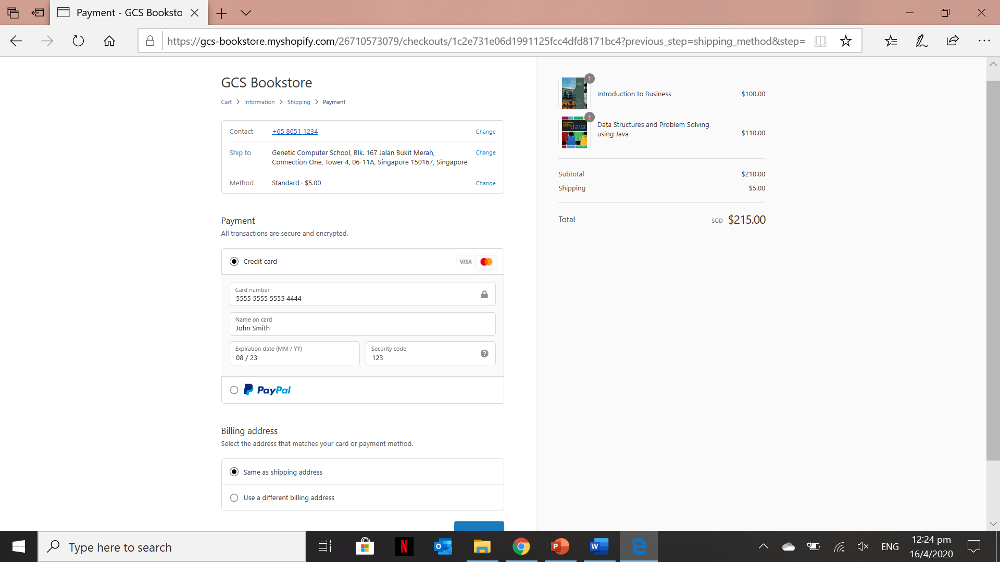 Payment - GCS Booksto
https://gcs-bookstore.myshopify.com/26710573079/checkouts/1c2e731e06d1991125fcc4dfd8171bc4?previous_step=shipping_method&step=
GCS Bookstore
Cart > Information > Shipping > Payment
Contact +65 8651 1234 Change
Ship to Genetic Computer School, Blk. 167 Jalan Bukit Merah, Change
Connection One, Tower 4, 06-11A, Singapore 150167, Singapore
Method Standard · $5.00 Change
Payment
All transactions are secure and encrypted.
Credit card VISA
Card number
5555 5555 5555 4444
Name on card
John Smith
Expiration date (MM / YY)
08 / 23
Security code
123
PayPal
Billing address
Select the address that matches your card or payment method.
Same as shipping address
Use a different billing address
1
Introduction to Business $100.00
1
Java
Data Structures and Problem Solving
using Java $110.00
Subtotal $210.00
Shipping $5.00
Total SGD $215.00
Type here to search
ENG
12:24 pm
16/4/2020